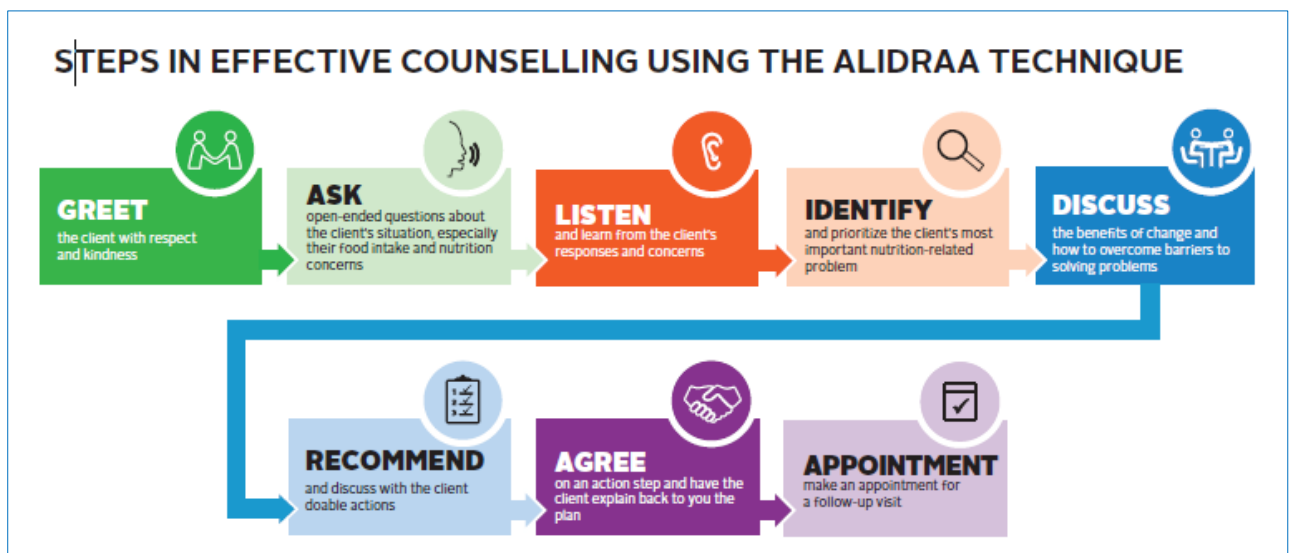 STEPS IN EFFECTIVE COUNSELLING USING THE ALIDRAA TECHNIQUE
GREET
the client with respect
and kindness
ASK
open-ended questions about
the client's situation, especially
their food intake and nutrition
concerns
LISTEN
and learn from the client's
responses and concerns
IDENTIFY
and prioritize the client's most
important nutrition-related
problem
DISCUSS
the benefits of change and
how to overcome barriers to
solving problems
1
2
3
RECOMMEND
and discuss with the client
doable actions
AGREE
on an action step and have the
client explain back to you the
plan
APPOINTMENT
make an appointment for
a follow-up visit